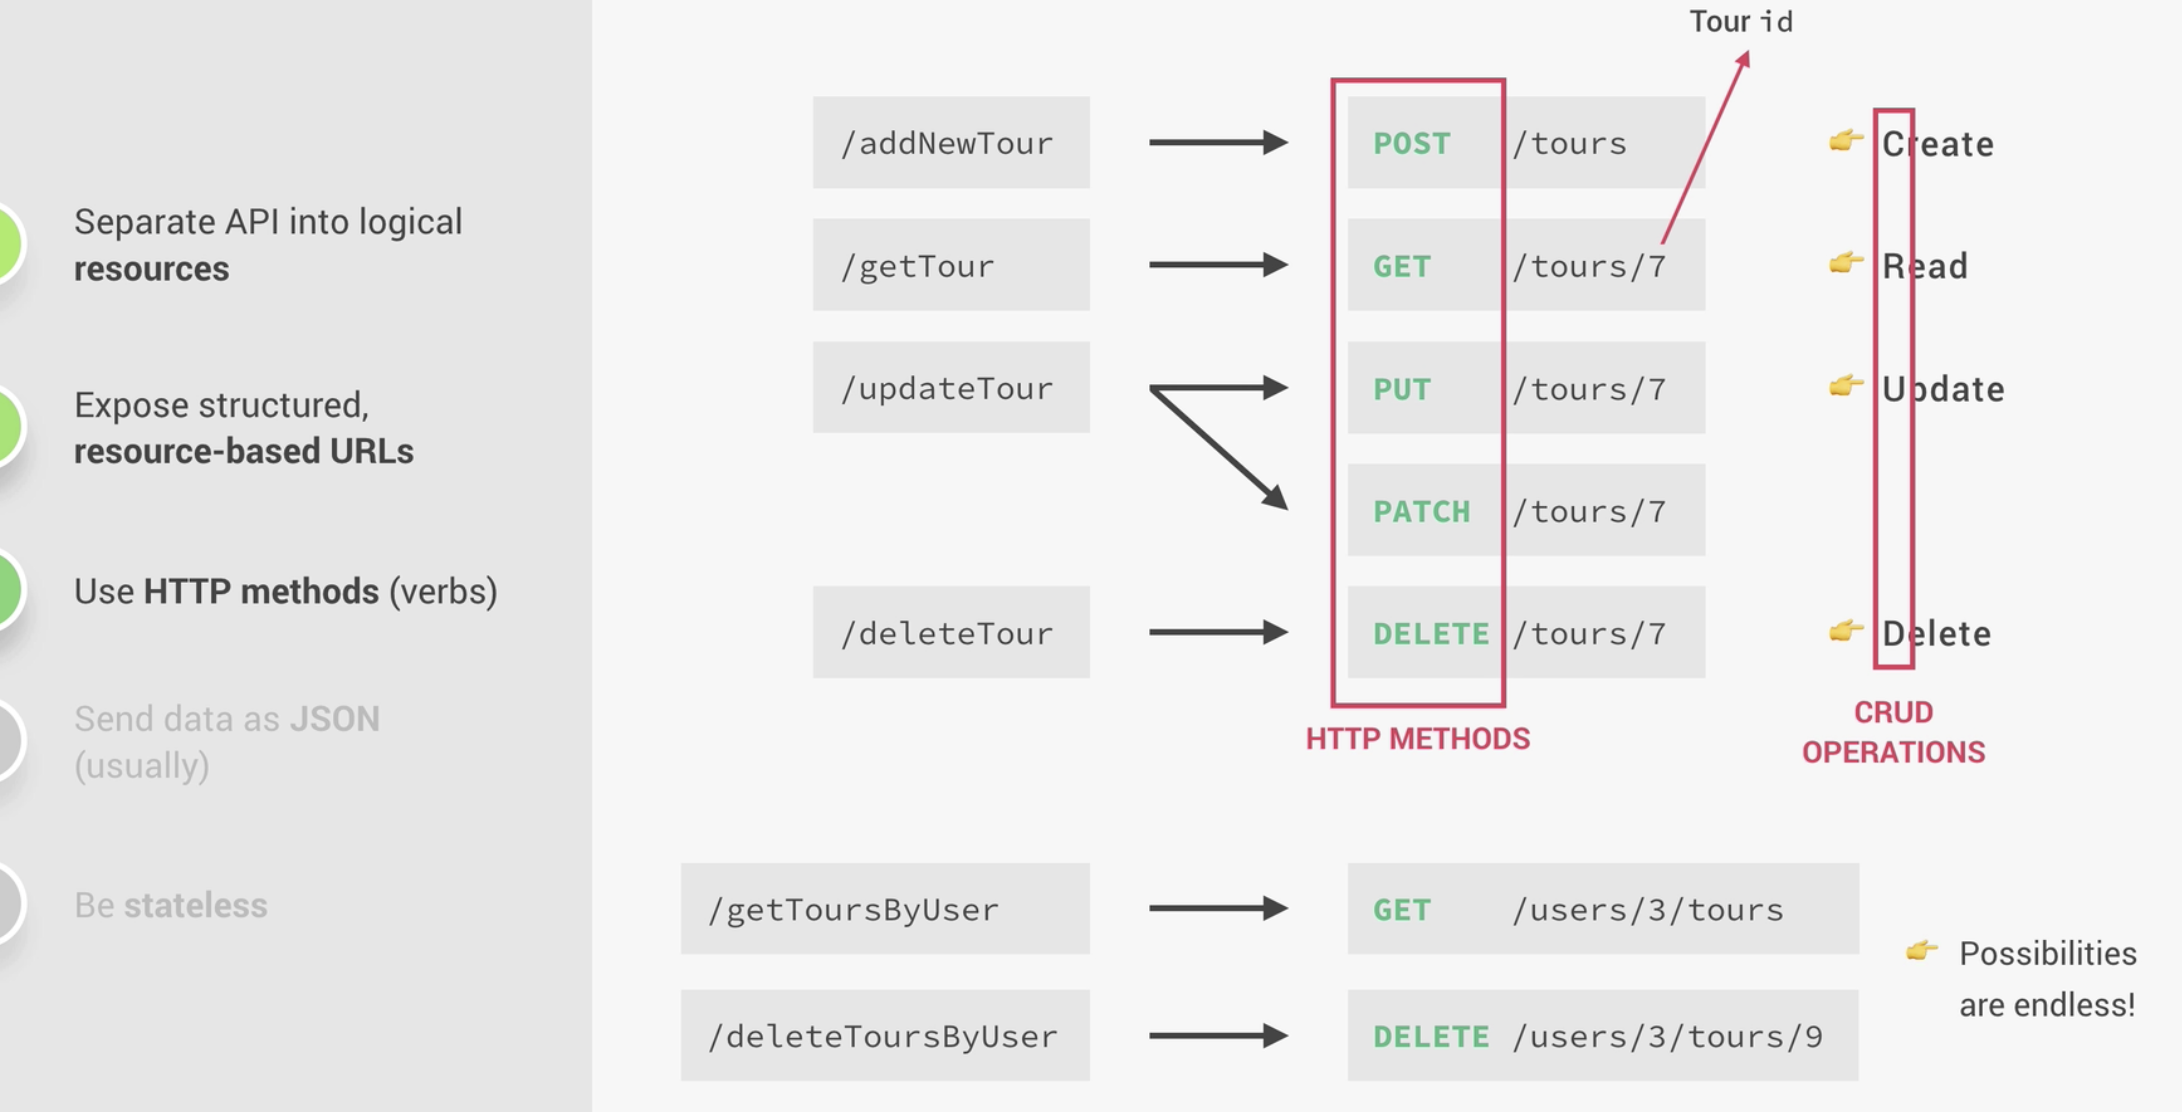 Separate API into logical
resources
Expose structured,
resource-based URLs
Use HTTP methods (verbs)
Send data as JSON
(usually)
Be stateless
Tour id
/addNewTour POST /tours Create
/getTour GET /tours/7 Read
/updateTour PUT /tours/7 Update
PATCH /tours/7
/deleteTour DELETE /tours/7 Delete
HTTP METHODS
CRUD
OPERATIONS
/getToursByUser GET /users/3/tours
/deleteToursByUser DELETE /users/3/tours/9
Possibilities
are endless!